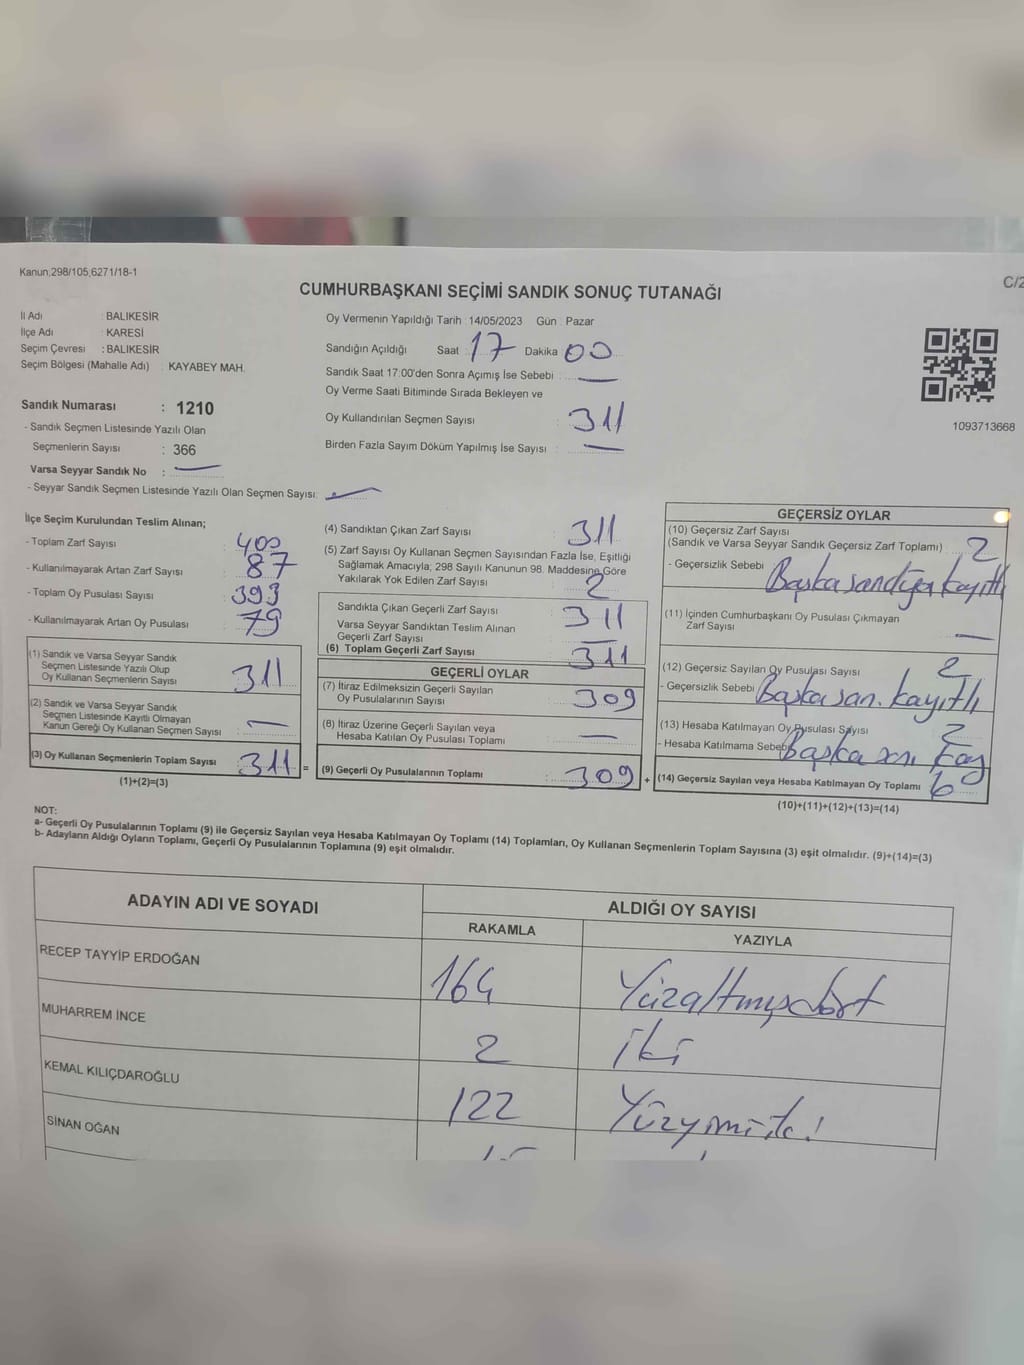 Kanun;298/105;6271/18-1
C/2
CUMHURBAŞKANI SEÇİMİ SANDIK SONUÇ TUTANAĞI
İl Adı : BALIKESİR
İlçe Adı : KARESİ
Seçim Çevresi : BALIKESİR
Seçim Bölgesi (Mahalle Adı) : KAYABEY MAH.
Sandık Numarası : 1210
- Sandık Seçmen Listesinde Yazılı Olan
Seçmenlerin Sayısı : 366
Varsa Seyyar Sandık No : —
- Seyyar Sandık Seçmen Listesinde Yazılı Olan Seçmen Sayısı: —
Oy Vermenin Yapıldığı Tarih : 14/05/2023 Gün : Pazar
Sandığın Açıldığı Saat : 17 Dakika 00
Sandık Saat 17:00'den Sonra Açımış İse Sebebi : —
Oy Verme Saati Bitiminde Sırada Bekleyen ve
Oy Kullandırılan Seçmen Sayısı : 311
Birden Fazla Sayım Döküm Yapılmış İse Sayısı : —
1093713668
İlçe Seçim Kurulundan Teslim Alınan;
- Toplam Zarf Sayısı : 400
- Kullanılmayarak Artan Zarf Sayısı : 87
- Toplam Oy Pusulası Sayısı : 393
- Kullanılmayarak Artan Oy Pusulası : 79
(1) Sandık ve Varsa Seyyar Sandık
Seçmen Listesinde Yazılı Olup
Oy Kullanan Seçmenlerin Sayısı : 311
(2) Sandık ve Varsa Seyyar Sandık
Seçmen Listesinde Kayıtlı Olmayan
Kanun Gereği Oy Kullanan Seçmen Sayısı : —
(3) Oy Kullanan Seçmenlerin Toplam Sayısı : 311 =
(1)+(2)=(3)
(4) Sandıktan Çıkan Zarf Sayısı : 311
(5) Zarf Sayısı Oy Kullanan Seçmen Sayısından Fazla İse, Eşitliği
Sağlamak Amacıyla; 298 Sayılı Kanunun 98. Maddesine Göre
Yakılarak Yok Edilen Zarf Sayısı : 2
Sandıkta Çıkan Geçerli Zarf Sayısı : 311
Varsa Seyyar Sandıktan Teslim Alınan
Geçerli Zarf Sayısı : —
(6) Toplam Geçerli Zarf Sayısı : 311
GEÇERLİ OYLAR
(7) İtiraz Edilmeksizin Geçerli Sayılan
Oy Pusulalarının Sayısı : 309
(8) İtiraz Üzerine Geçerli Sayılan veya
Hesaba Katılan Oy Pusulası Toplamı : —
(9) Geçerli Oy Pusulalarının Toplamı : 309 +
GEÇERSİZ OYLAR
(10) Geçersiz Zarf Sayısı
(Sandık ve Varsa Seyyar Sandık Geçersiz Zarf Toplamı) : 2
- Geçersizlik Sebebi Başka sandığa kayıtlı
(11) İçinden Cumhurbaşkanı Oy Pusulası Çıkmayan
Zarf Sayısı : —
(12) Geçersiz Sayılan Oy Pusulası Sayısı : 2
- Geçersizlik Sebebi Başka san. kayıtlı
(13) Hesaba Katılmayan Oy Pusulası Sayısı : 2
- Hesaba Katılmama Sebebi Başka san. kay
(14) Geçersiz Sayılan veya Hesaba Katılmayan Oy Toplamı : 6
(10)+(11)+(12)+(13)=(14)
NOT:
a- Geçerli Oy Pusulalarının Toplamı (9) ile Geçersiz Sayılan veya Hesaba Katılmayan Oy Toplamı (14) Toplamları, Oy Kullanan Seçmenlerin Toplam Sayısına (3) eşit olmalıdır. (9)+(14)=(3)
b- Adayların Aldığı Oyların Toplamı, Geçerli Oy Pusulalarının Toplamına (9) eşit olmalıdır.
ADAYIN ADI VE SOYADI ALDIĞI OY SAYISI
RAKAMLA YAZIYLA
RECEP TAYYİP ERDOĞAN 164 Yüzaltmışdört
MUHARREM İNCE 2 iki
KEMAL KILIÇDAROĞLU 122 Yüzyirmiiki
SİNAN OĞAN